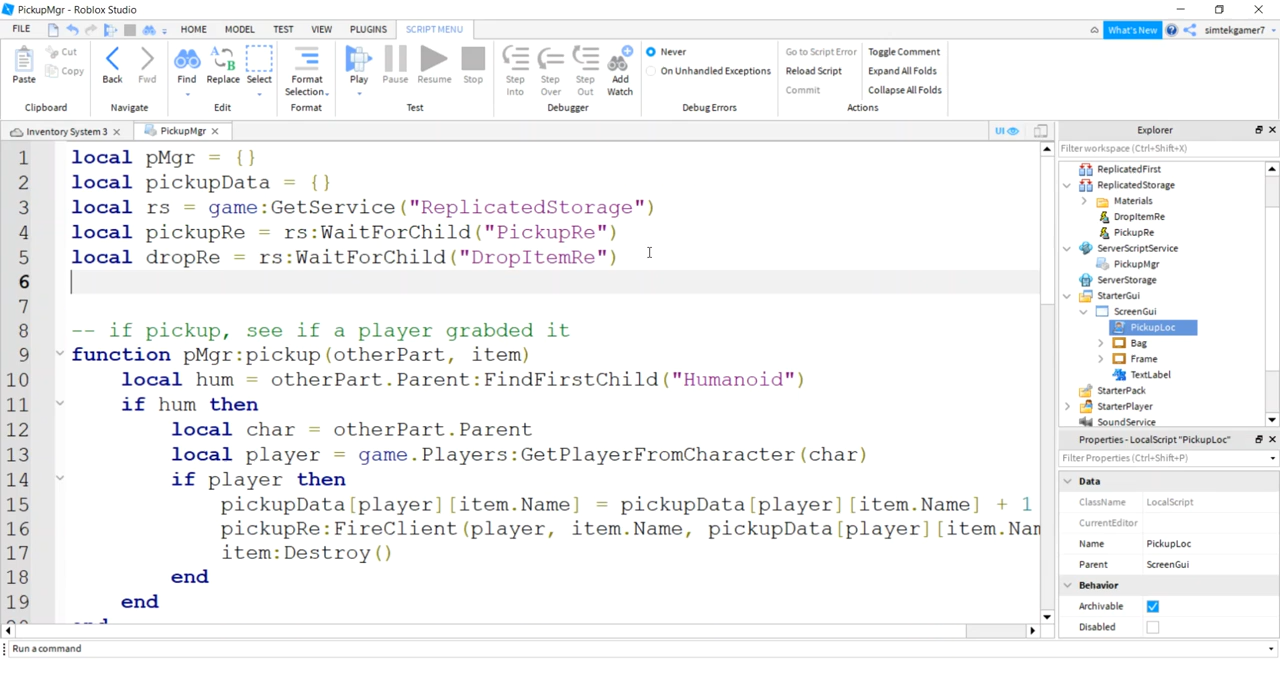 PickupMgr - Roblox Studio
FILE HOME MODEL TEST VIEW PLUGINS SCRIPT MENU What's New simtekgamer7
Paste Cut Copy Back Fwd Find Replace Select Format Selection Play Pause Resume Stop Step Into Step Over Step Out Add Watch
Never
On Unhandled Exceptions
Go to Script Error Toggle Comment
Reload Script Expand All Folds
Commit Collapse All Folds
Clipboard Navigate Edit Format Test Debugger Debug Errors Actions
Inventory System 3 PickupMgr UI
1 local pMgr = {}
2 local pickupData = {}
3 local rs = game:GetService("ReplicatedStorage")
4 local pickupRe = rs:WaitForChild("PickupRe")
5 local dropRe = rs:WaitForChild("DropItemRe")
6
7
8 -- if pickup, see if a player grabded it
9 function pMgr:pickup(otherPart, item)
10 local hum = otherPart.Parent:FindFirstChild("Humanoid")
11 if hum then
12 local char = otherPart.Parent
13 local player = game.Players:GetPlayerFromCharacter(char)
14 if player then
15 pickupData[player][item.Name] = pickupData[player][item.Name] + 1
16 pickupRe:FireClient(player, item.Name, pickupData[player][item.Nam
17 item:Destroy()
18 end
19 end
Explorer
Filter workspace (Ctrl+Shift+X)
ReplicatedFirst
ReplicatedStorage
Materials
DropItemRe
PickupRe
ServerScriptService
PickupMgr
ServerStorage
StarterGui
ScreenGui
PickupLoc
Bag
Frame
TextLabel
StarterPack
StarterPlayer
SoundService
Properties - LocalScript "PickupLoc"
Filter Properties (Ctrl+Shift+P)
Data
ClassName LocalScript
CurrentEditor
Name PickupLoc
Parent ScreenGui
Behavior
Archivable
Disabled
Run a command